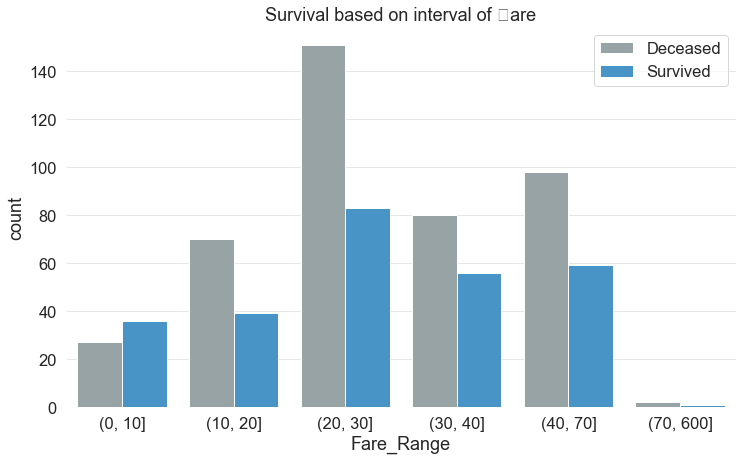 Survival based on interval of □are
Deceased
Survived
count
140
120
100
80
60
40
20
0
(0, 10]
(10, 20]
(20, 30]
(30, 40]
(40, 70]
(70, 600]
Fare_Range